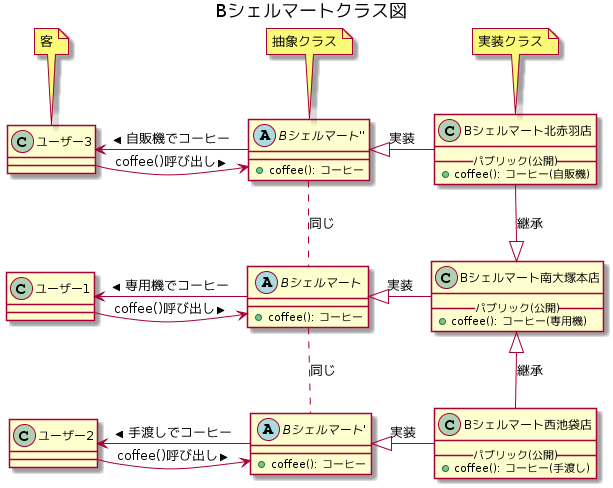 Bシェルマートクラス図
客
抽象クラス
実装クラス
C ユーザー3
◀ 自販機でコーヒー
coffee()呼び出し ▶
A Bシェルマート''
coffee(): コーヒー
実装
C Bシェルマート北赤羽店
パブリック(公開)
coffee(): コーヒー(自販機)
同じ
継承
C ユーザー1
◀ 専用機でコーヒー
coffee()呼び出し ▶
A Bシェルマート
coffee(): コーヒー
実装
C Bシェルマート南大塚本店
パブリック(公開)
coffee(): コーヒー(専用機)
同じ
継承
C ユーザー2
◀ 手渡しでコーヒー
coffee()呼び出し ▶
A Bシェルマート'
coffee(): コーヒー
実装
C Bシェルマート西池袋店
パブリック(公開)
coffee(): コーヒー(手渡し)